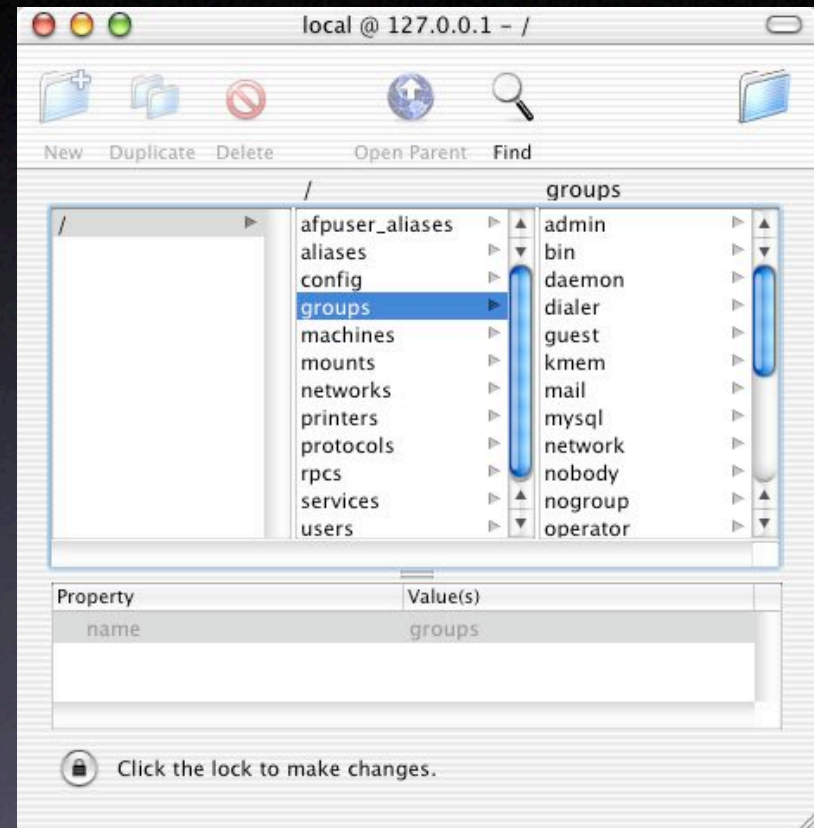 local @ 127.0.0.1 – /
New Duplicate Delete Open Parent Find
/ groups
/
afpuser_aliases
aliases
config
groups
machines
mounts
networks
printers
protocols
rpcs
services
users
admin
bin
daemon
dialer
guest
kmem
mail
mysql
network
nobody
nogroup
operator
Property Value(s)
name groups
Click the lock to make changes.